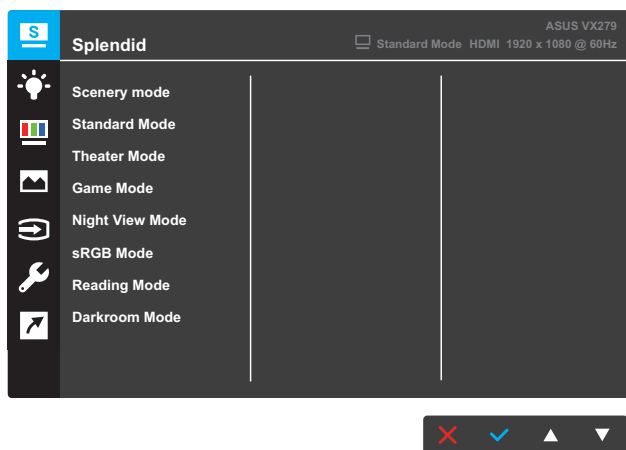 S
ASUS VX279
Splendid
Standard Mode HDMI 1920 x 1080 @ 60Hz
Scenery mode
Standard Mode
Theater Mode
Game Mode
Night View Mode
sRGB Mode
Reading Mode
Darkroom Mode